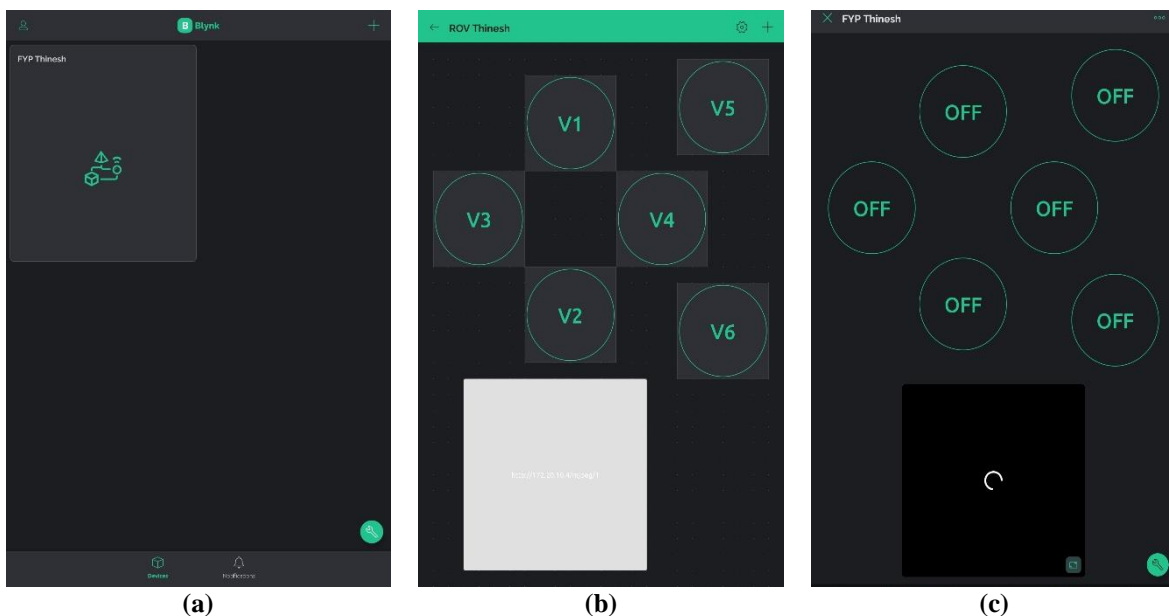 B Blynk
FYP Thinesh
Devices
Notifications
(a)
ROV Thinesh
V1
V5
V3
V4
V2
V6
(b)
FYP Thinesh
OFF
OFF
OFF
OFF
OFF
OFF
(c)